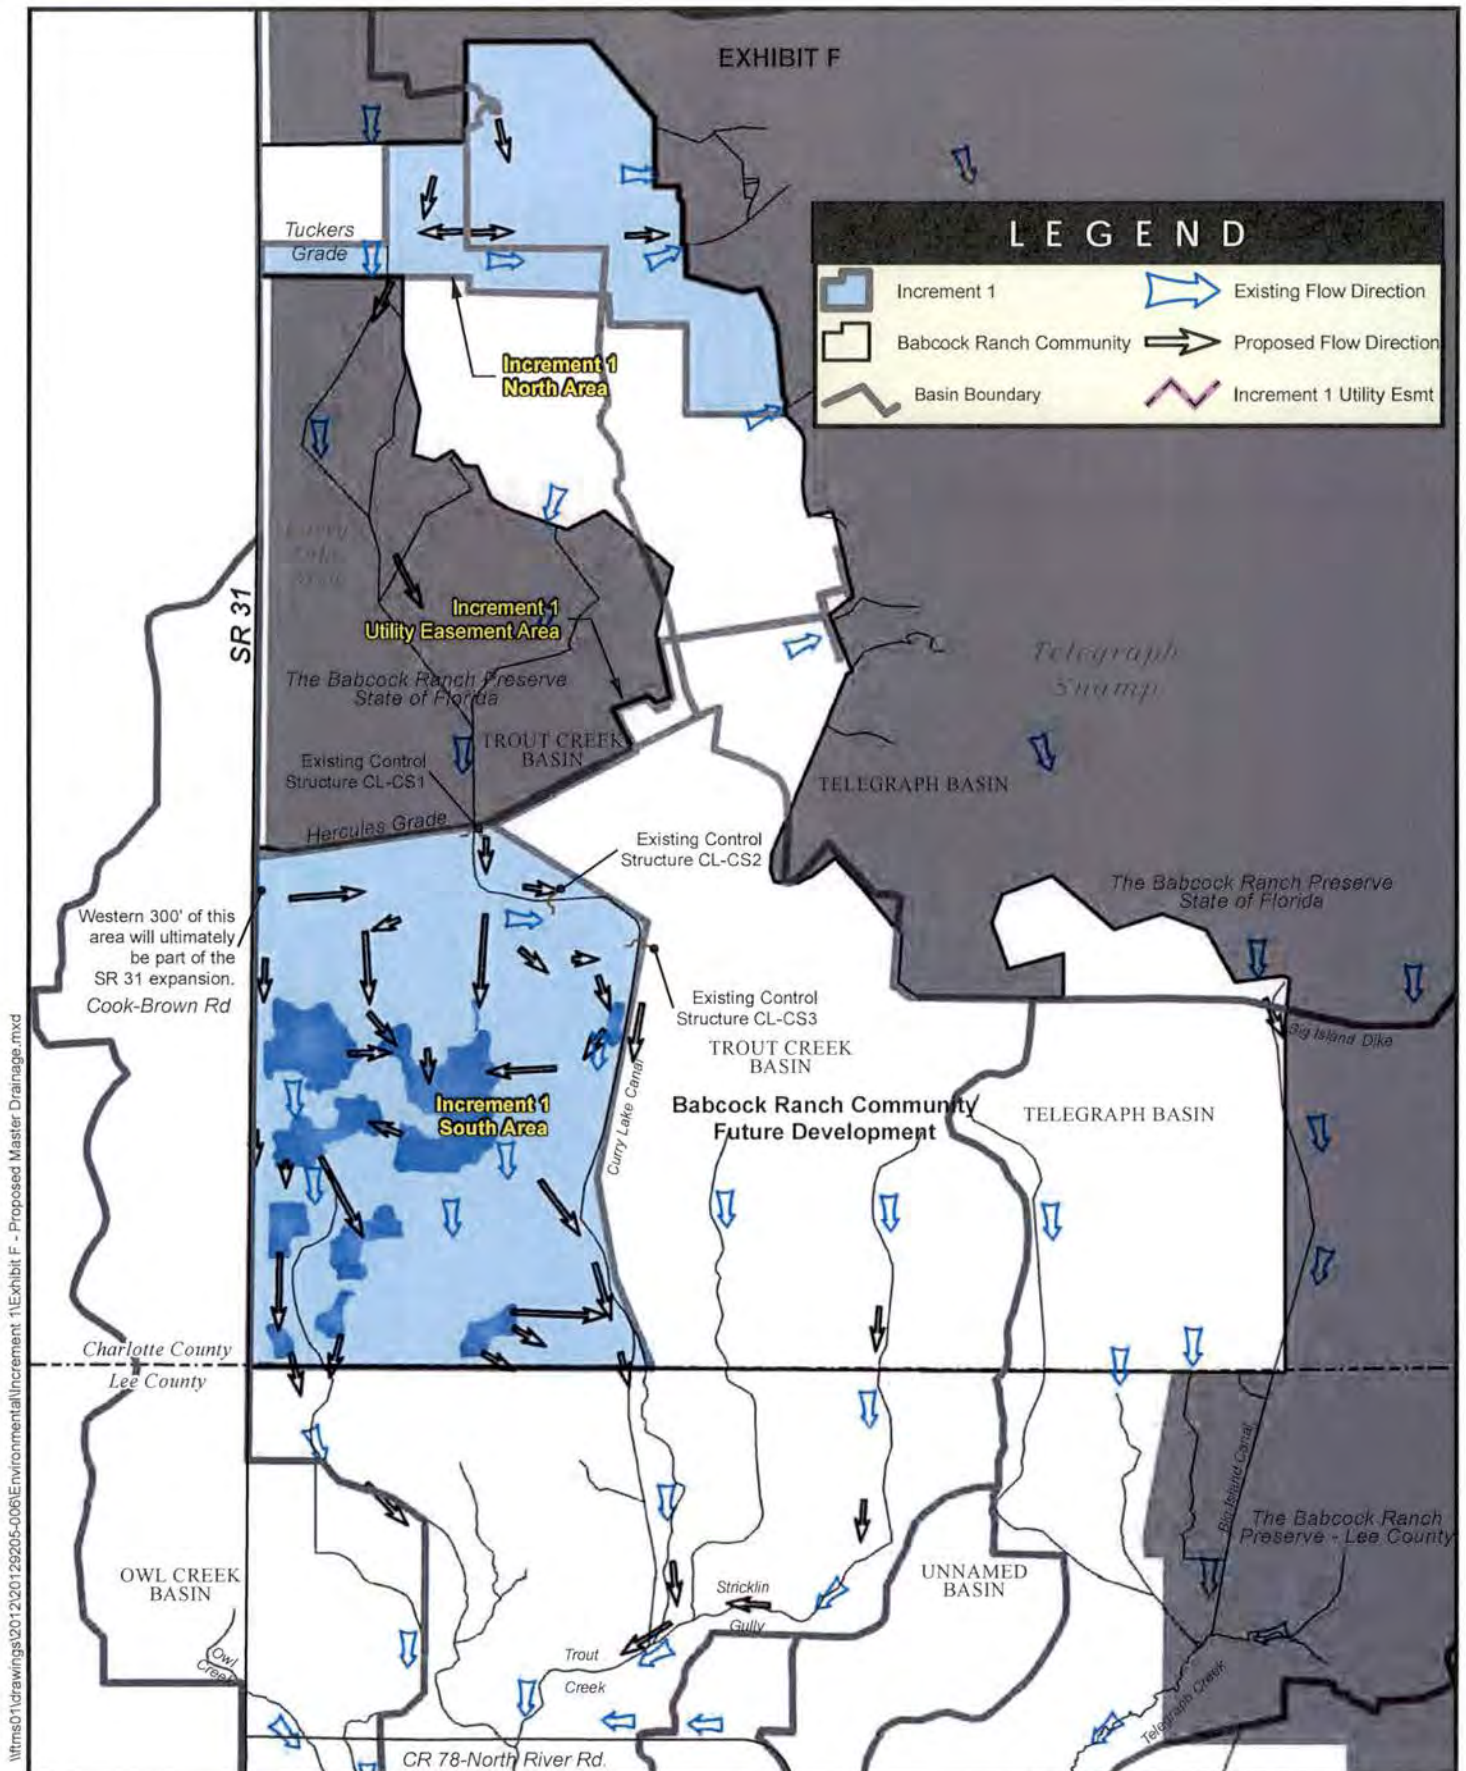 EXHIBIT F
LEGEND
Increment 1
Existing Flow Direction
Babcock Ranch Community
Proposed Flow Direction
Basin Boundary
Increment 1 Utility Esmt
Tuckers
Grade
Increment 1
North Area
SR 31
Increment 1
Utility Easement Area
The Babcock Ranch Preserve
State of Florida
Telegraph
Swamp
TROUT CREEK
BASIN
Existing Control
Structure CL-CS1
TELEGRAPH BASIN
Hercules Grade
Existing Control
Structure CL-CS2
The Babcock Ranch Preserve
State of Florida
Western 300' of this
area will ultimately
be part of the
SR 31 expansion.
Cook-Brown Rd
Existing Control
Structure CL-CS3
Big Island Dike
TROUT CREEK
BASIN
Curry Lake Canal
Increment 1
South Area
Babcock Ranch Community
Future Development
TELEGRAPH BASIN
Charlotte County
Lee County
Big Island Canal
The Babcock Ranch
Preserve - Lee County
OWL CREEK
BASIN
UNNAMED
BASIN
Stricklin
Gully
Owl
Creek
Trout
Creek
Telegraph Creek
CR 78-North River Rd.
\\ftms01\drawings\2012\20129205-006\Environmental\Increment 1\Exhibit F - Proposed Master Drainage.mxd